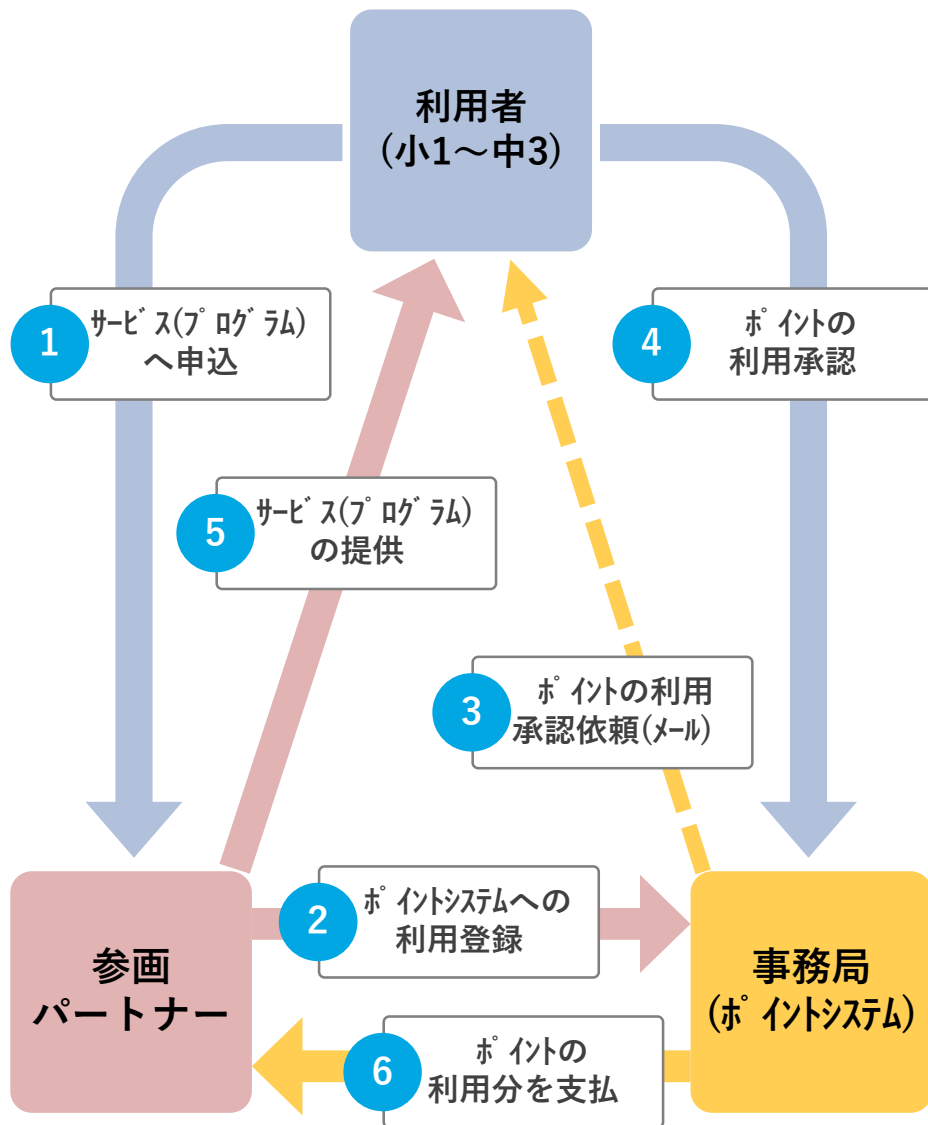 利用者
(小1～中3)
1
ｻｰﾋﾞｽ(ﾌﾟﾛｸﾞﾗﾑ)
へ申込
4
ﾎﾟｲﾝﾄの
利用承認
5
ｻｰﾋﾞｽ(ﾌﾟﾛｸﾞﾗﾑ)
の提供
3
ﾎﾟｲﾝﾄの利用
承認依頼(ﾒｰﾙ)
2
ﾎﾟｲﾝﾄｼｽﾃﾑへの
利用登録
参画
パートナー
事務局
(ﾎﾟｲﾝﾄｼｽﾃﾑ)
6
ﾎﾟｲﾝﾄの
利用分を支払